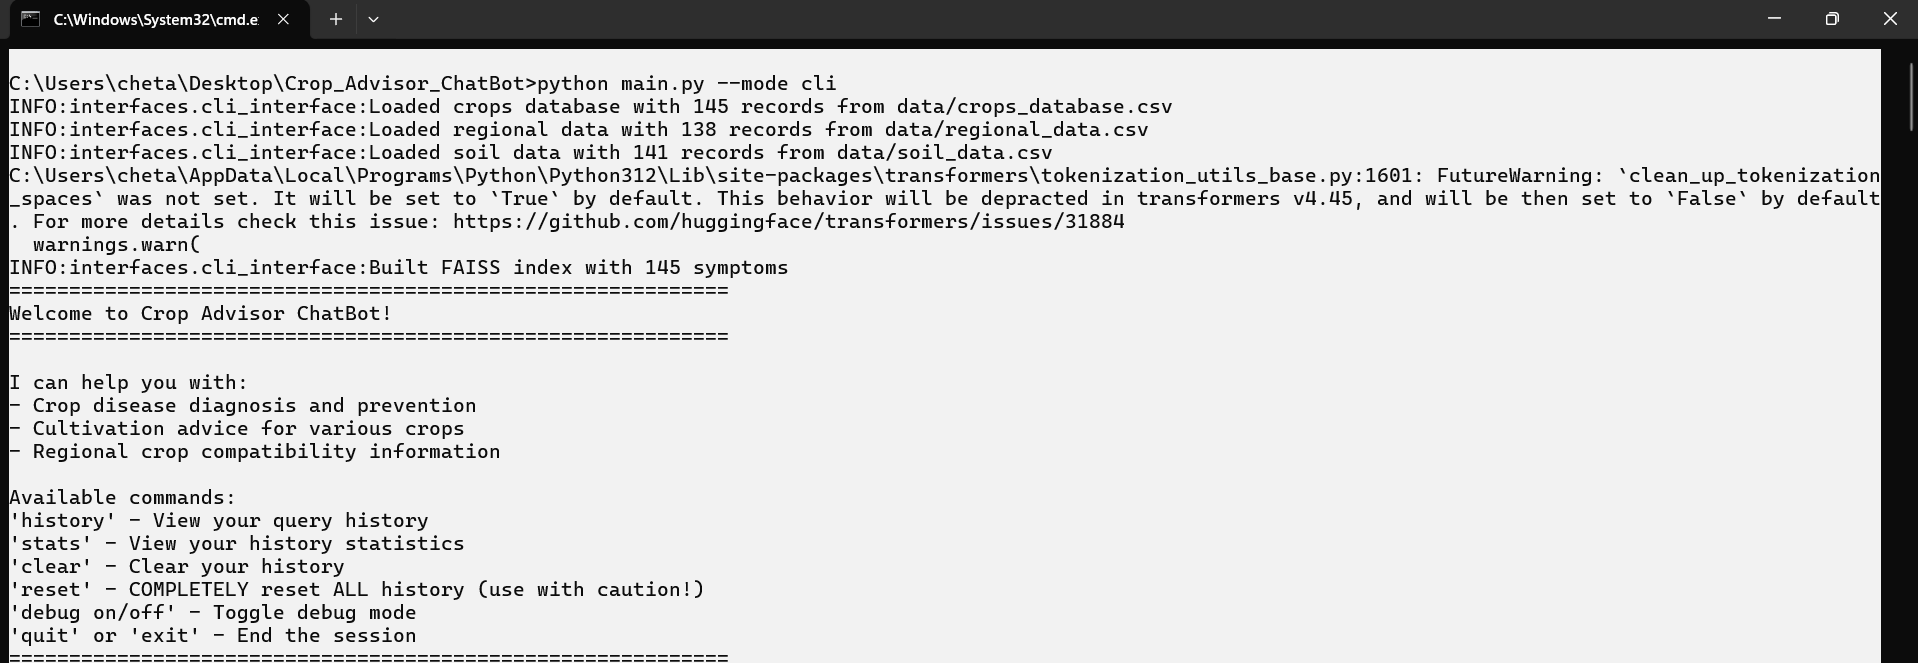 C:\Windows\System32\cmd.e
C:\Users\cheta\Desktop\Crop_Advisor_ChatBot>python main.py --mode cli
INFO:interfaces.cli_interface:Loaded crops database with 145 records from data/crops_database.csv
INFO:interfaces.cli_interface:Loaded regional data with 138 records from data/regional_data.csv
INFO:interfaces.cli_interface:Loaded soil data with 141 records from data/soil_data.csv
C:\Users\cheta\AppData\Local\Programs\Python\Python312\Lib\site-packages\transformers\tokenization_utils_base.py:1601: FutureWarning: `clean_up_tokenization
_spaces` was not set. It will be set to `True` by default. This behavior will be depracted in transformers v4.45, and will be then set to `False` by default
. For more details check this issue: https://github.com/huggingface/transformers/issues/31884
  warnings.warn(
INFO:interfaces.cli_interface:Built FAISS index with 145 symptoms
============================================================
Welcome to Crop Advisor ChatBot!
============================================================
I can help you with:
- Crop disease diagnosis and prevention
- Cultivation advice for various crops
- Regional crop compatibility information
Available commands:
'history' - View your query history
'stats' - View your history statistics
'clear' - Clear your history
'reset' - COMPLETELY reset ALL history (use with caution!)
'debug on/off' - Toggle debug mode
'quit' or 'exit' - End the session
============================================================